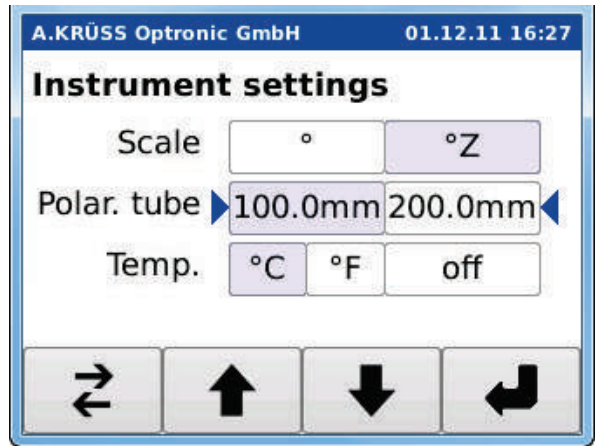 A.KRÜSS Optronic GmbH 01.12.11 16:27
Instrument settings
Scale ° °Z
Polar. tube 100.0mm 200.0mm
Temp. °C °F off